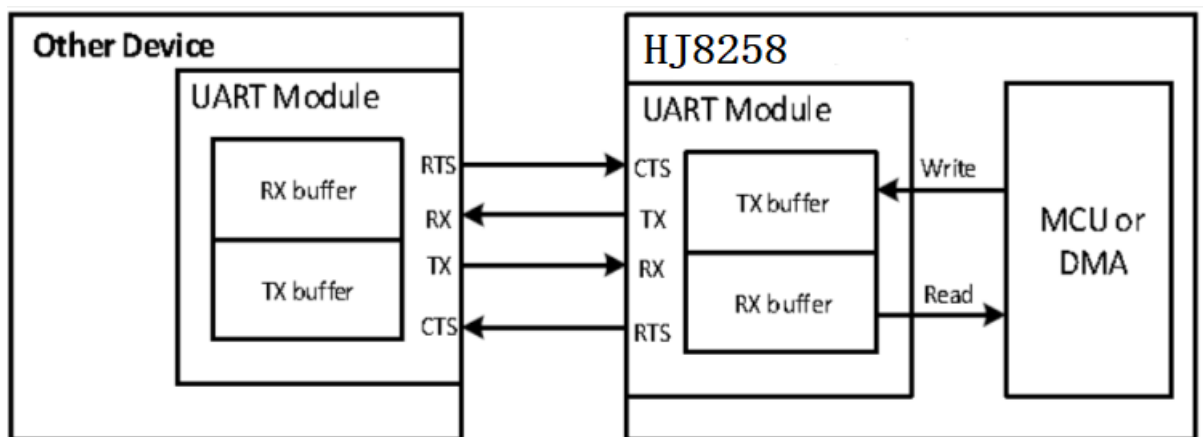 Other Device
UART Module
RX buffer
TX buffer
RTS
RX
TX
CTS
HJ8258
UART Module
CTS
TX
RX
RTS
TX buffer
RX buffer
Write
Read
MCU or
DMA